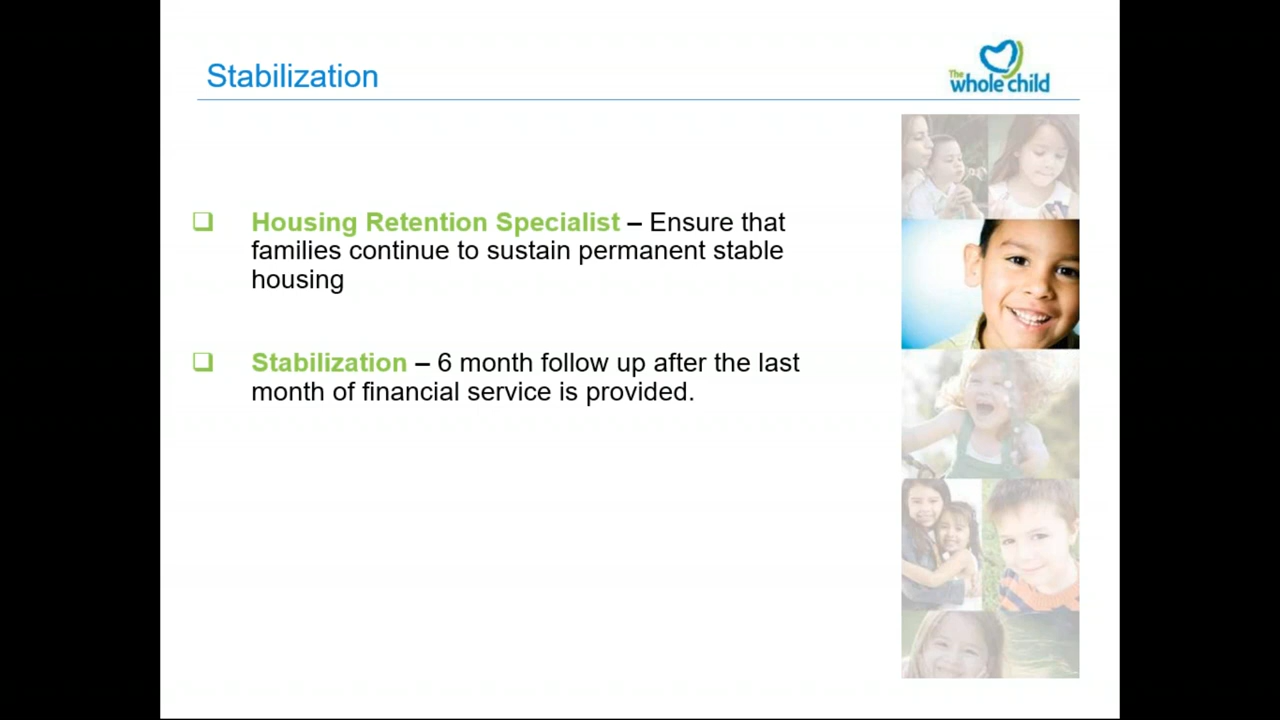 Stabilization
The
whole child
❑ Housing Retention Specialist – Ensure that
families continue to sustain permanent stable
housing
❑ Stabilization – 6 month follow up after the last
month of financial service is provided.